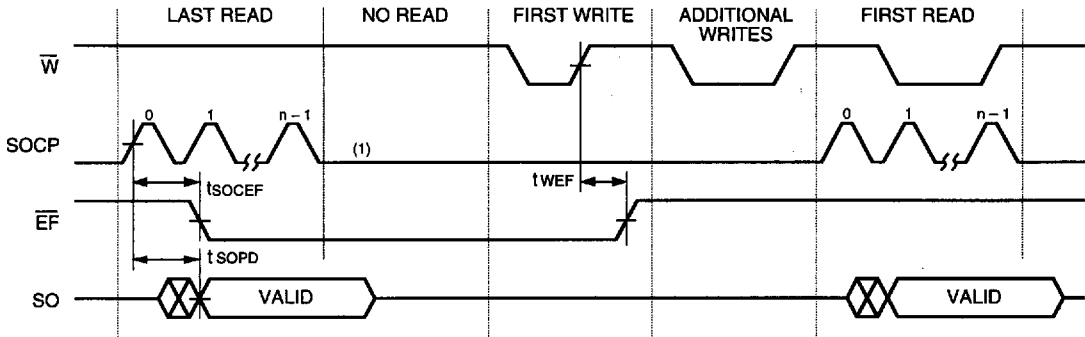 LAST READ NO READ FIRST WRITE ADDITIONAL WRITES FIRST READ
W
0 1 n – 1 0 1 n – 1
SOCP (1)
tSOCEF tWEF
EF
tSOPD
SO VALID VALID